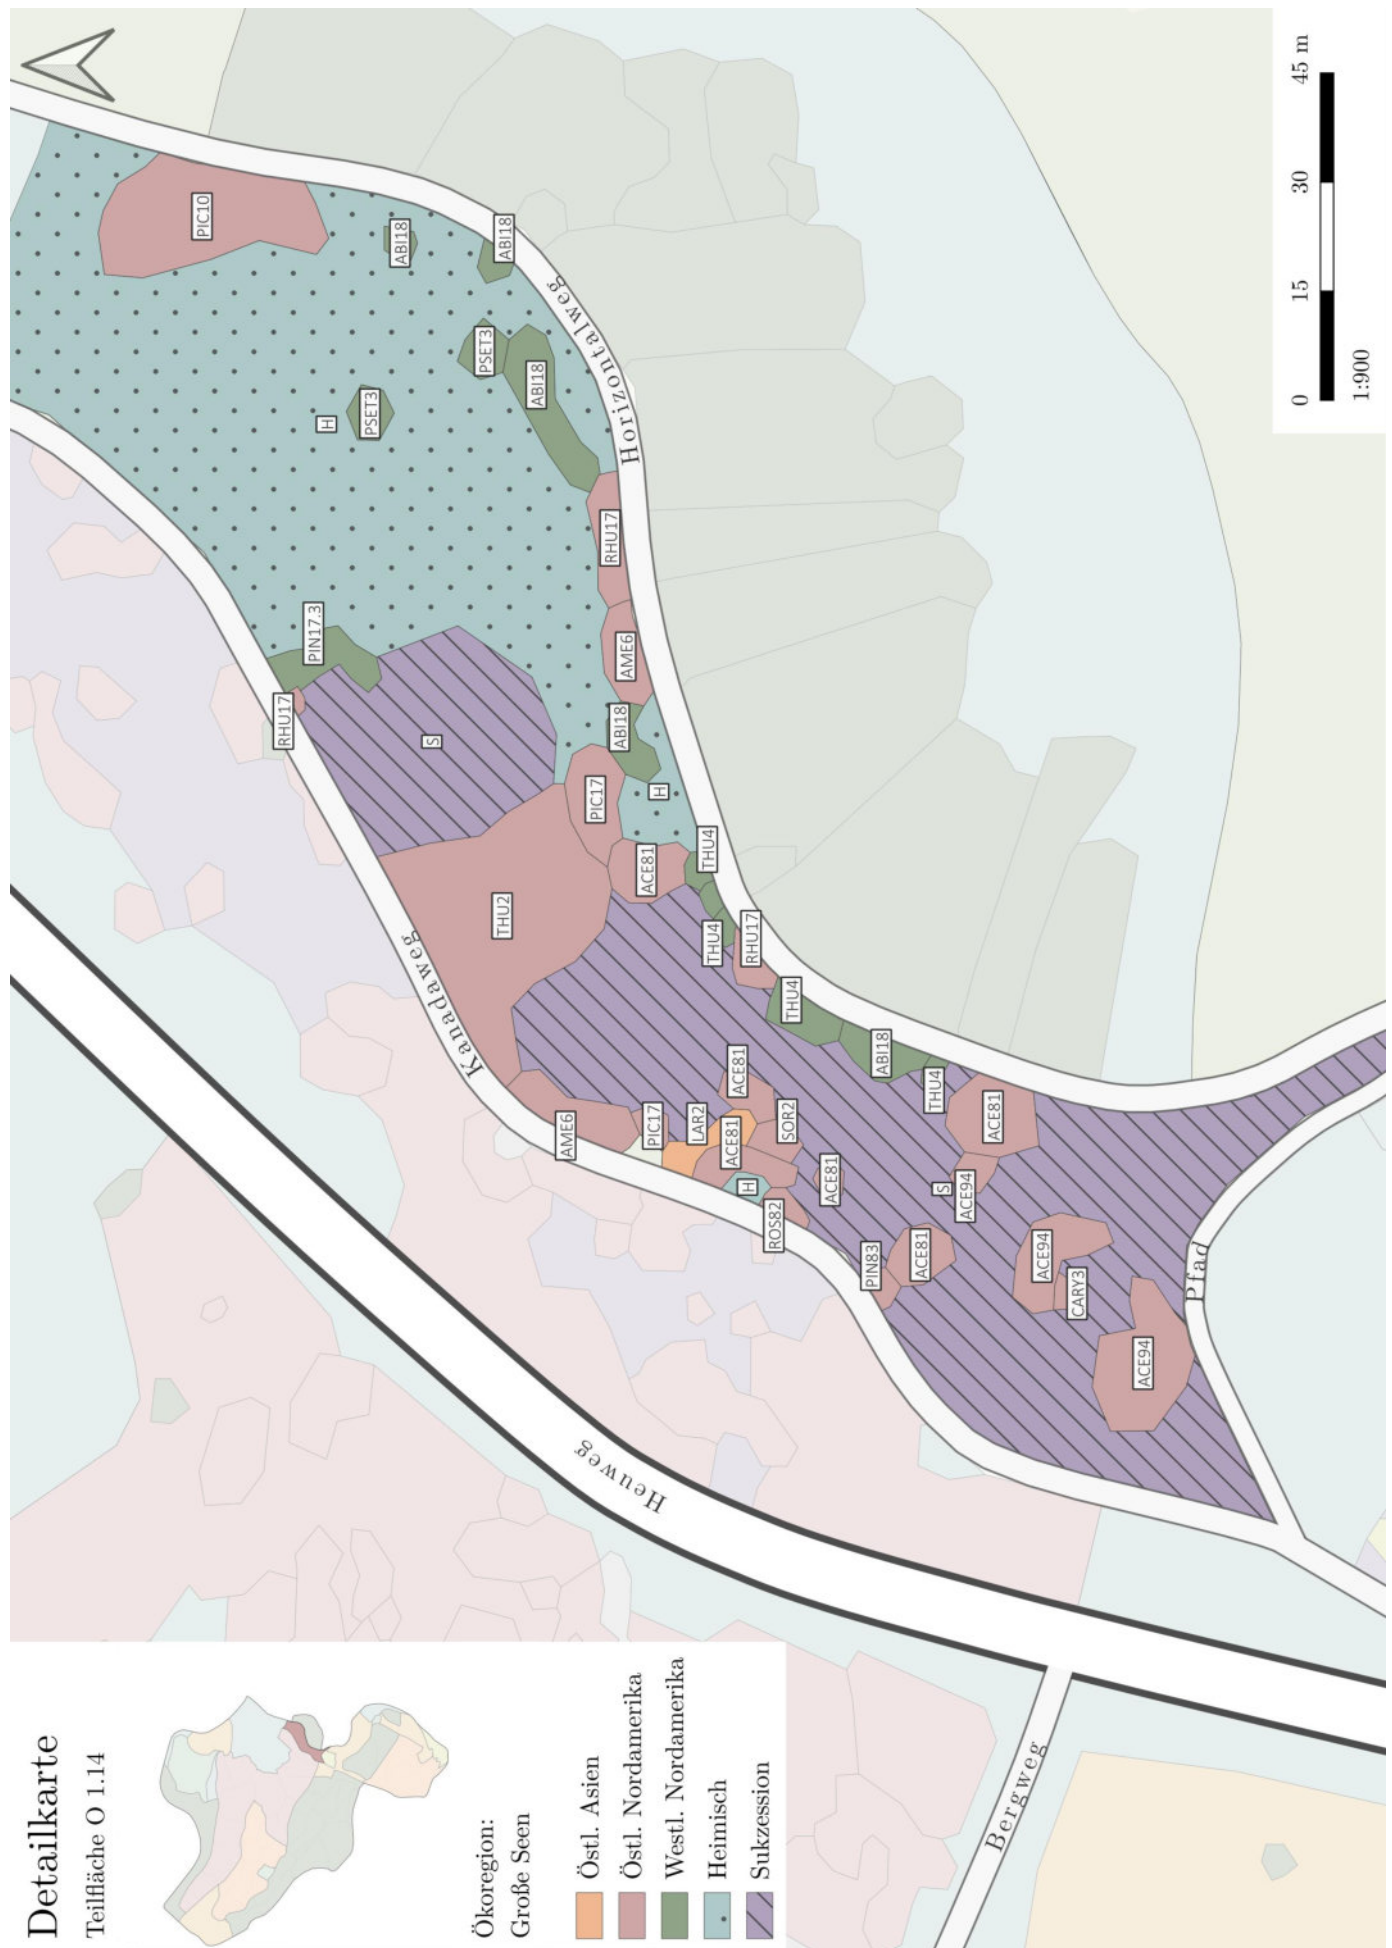 Detailkarte
Teilfläche O 1.14
Ökoregion:
Große Seen
Östl. Asien
Östl. Nordamerika
Westl. Nordamerika
Heimisch
Sukzession
Heuweg
Bergweg
Kanadaweg
Horizontalweg
Pfad
RHU17
PIN17.3
H
PSET3
PIC10
ABI18
ABI18
PSET3
ABI18
S
RHU17
AME6
ABI18
PIC17
H
THU2
ACE81
THU4
THU4
RHU17
THU4
AME6
PIC17
LAR2
ACE81
ACE81
SOR2
H
ROS82
ACE81
ABI18
THU4
ACE81
S
ACE94
PIN83
ACE81
ACE94
CARY3
ACE94
0 15 30 45 m
1:900